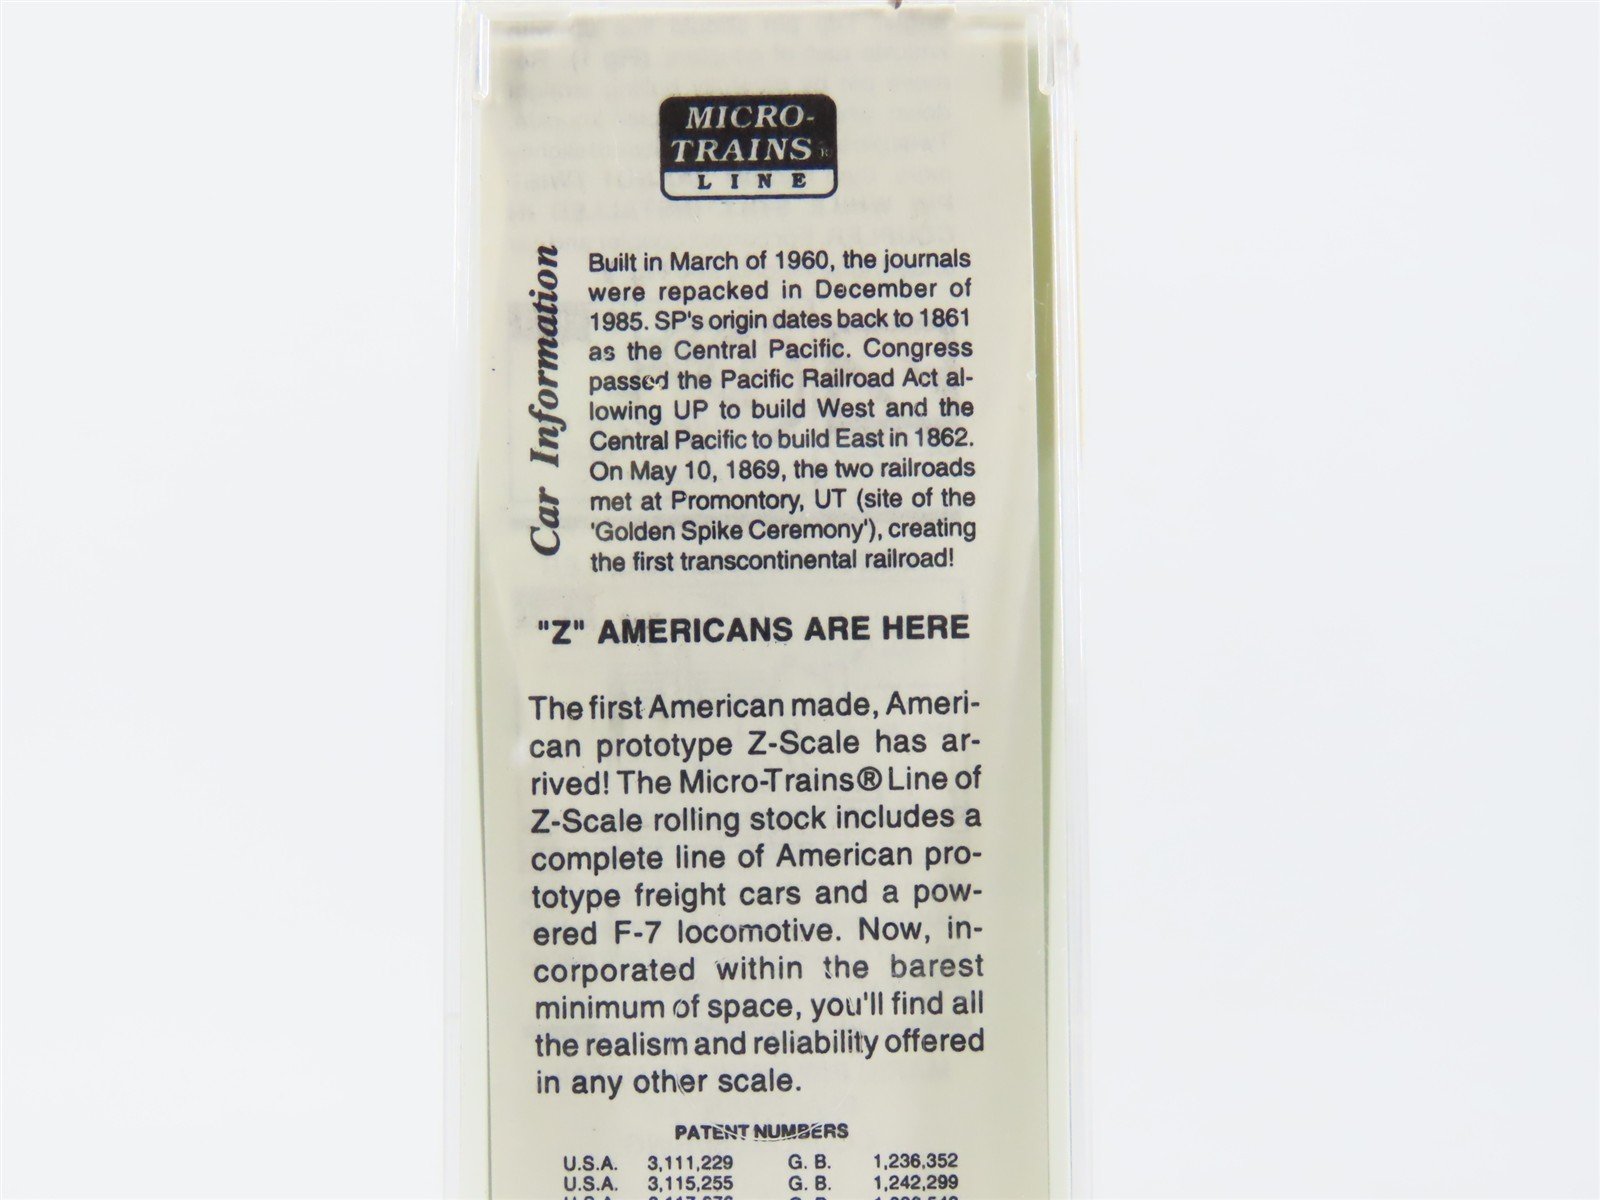 MICRO-
TRAINS®
LINE
Car Information
Built in March of 1960, the journals
were repacked in December of
1985. SP's origin dates back to 1861
as the Central Pacific. Congress
passed the Pacific Railroad Act al-
lowing UP to build West and the
Central Pacific to build East in 1862.
On May 10, 1869, the two railroads
met at Promontory, UT (site of the
'Golden Spike Ceremony'), creating
the first transcontinental railroad!
"Z" AMERICANS ARE HERE
The first American made, Ameri-
can prototype Z-Scale has ar-
rived! The Micro-Trains® Line of
Z-Scale rolling stock includes a
complete line of American pro-
totype freight cars and a pow-
ered F-7 locomotive. Now, in-
corporated within the barest
minimum of space, you'll find all
the realism and reliability offered
in any other scale.
PATENT NUMBERS
U.S.A. 3,111,229 G. B. 1,236,352
U.S.A. 3,115,255 G. B. 1,242,299